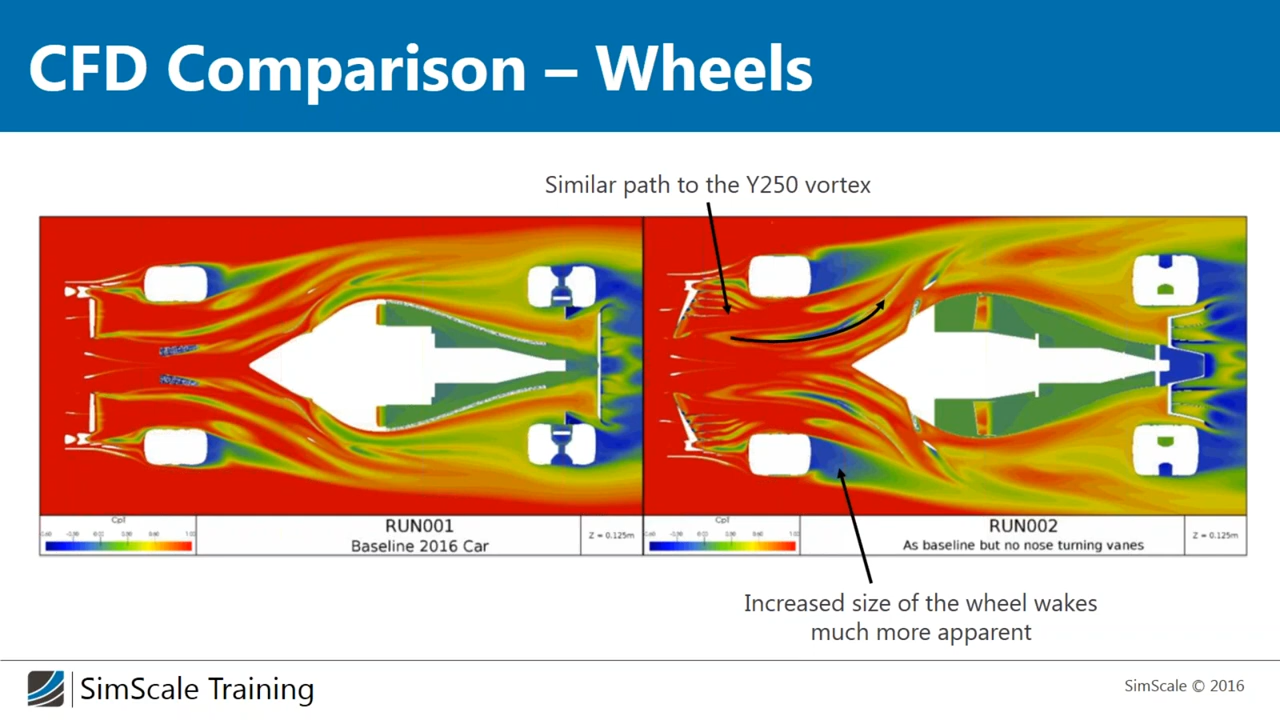 CFD Comparison – Wheels
Similar path to the Y250 vortex
Cpt
Cpt
RUN001
Baseline 2016 Car
Z = 0.125m
RUN002
As baseline but no nose turning vanes
Z = 0.125m
Increased size of the wheel wakes
much more apparent
SimScale Training
SimScale © 2016